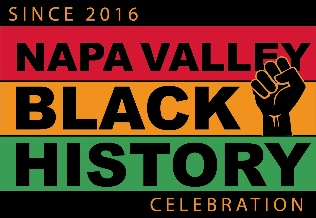 SINCE 2016
NAPA VALLEY
BLACK
HISTORY
CELEBRATION